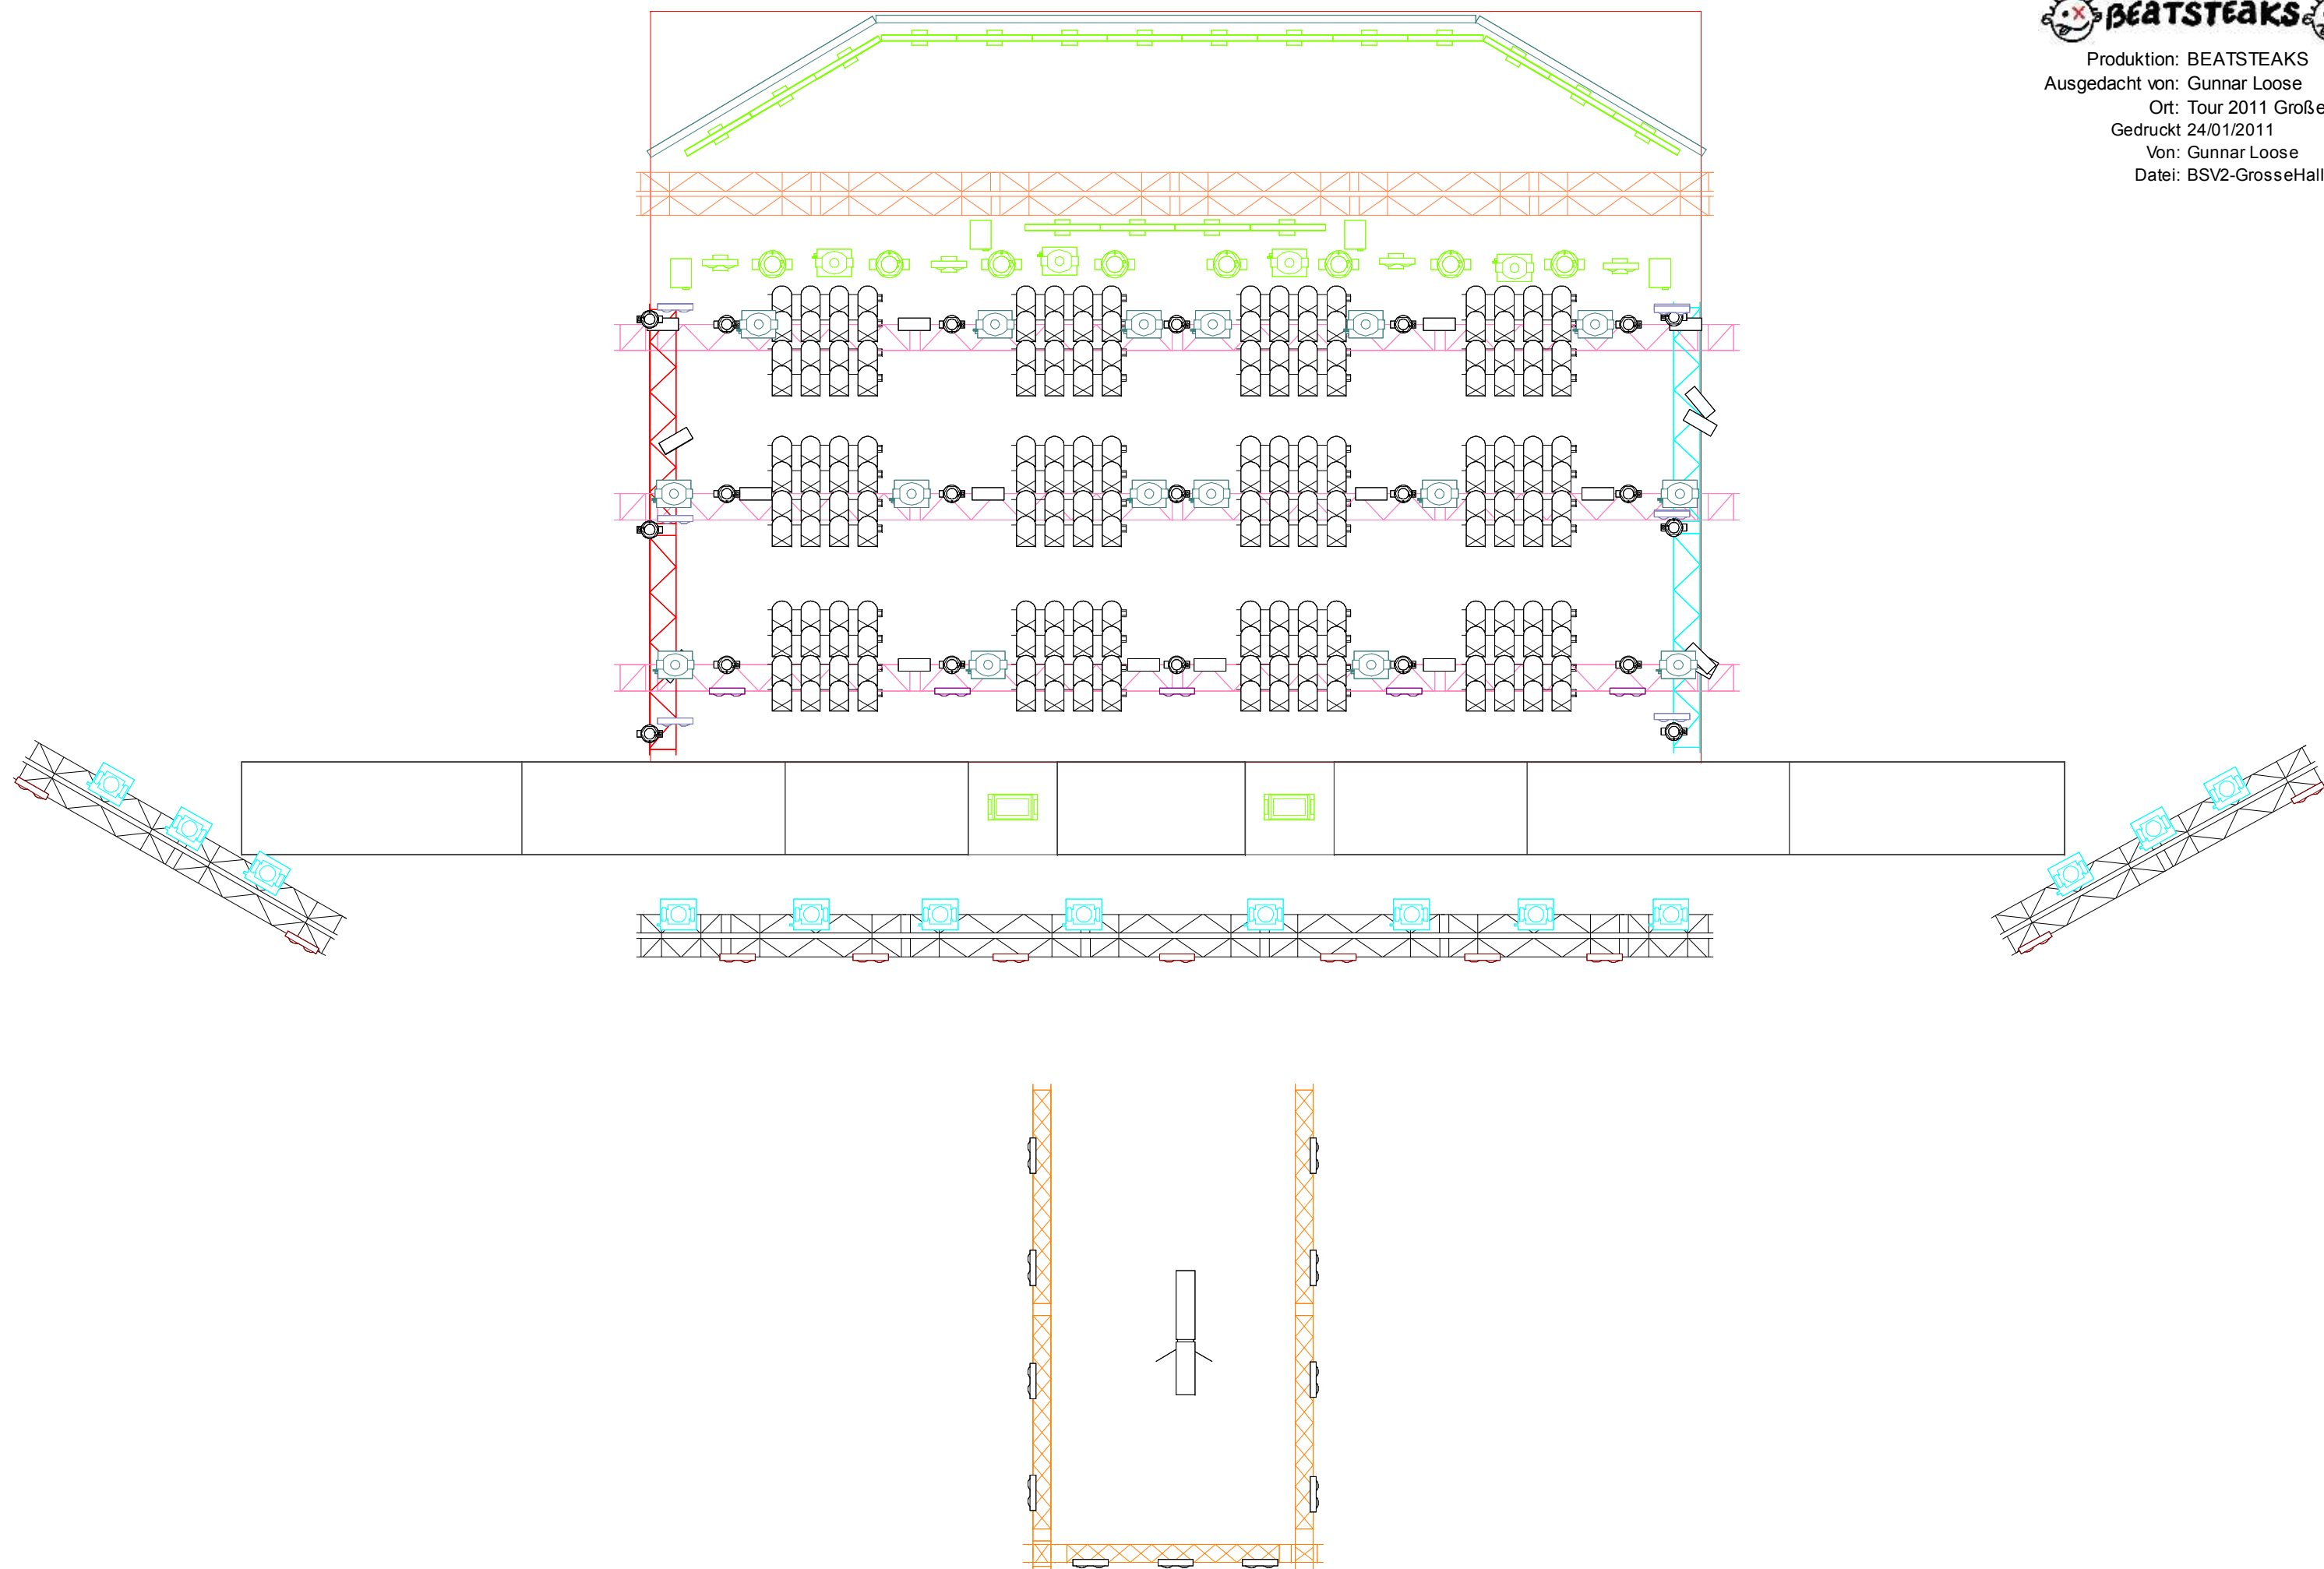 BEATSTEAKS
Produktion: BEATSTEAKS
Ausgedacht von: Gunnar Loose
Ort: Tour 2011 Große
Gedruckt 24/01/2011
Von: Gunnar Loose
Datei: BSV2-GrosseHall